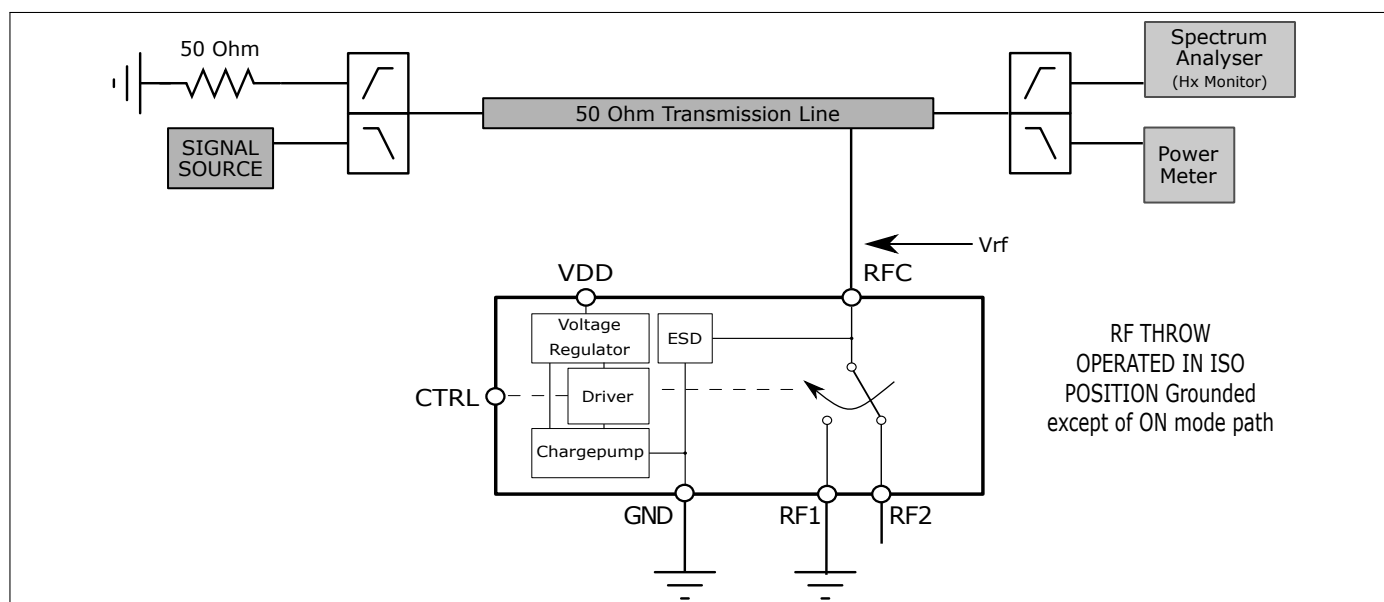 50 Ohm
SIGNAL
SOURCE
50 Ohm Transmission Line
Spectrum
Analyser
(Hx Monitor)
Power
Meter
Vrf
VDD
RFC
Voltage
Regulator
ESD
CTRL
Driver
Chargepump
GND
RF1
RF2
RF THROW
OPERATED IN ISO
POSITION Grounded
except of ON mode path